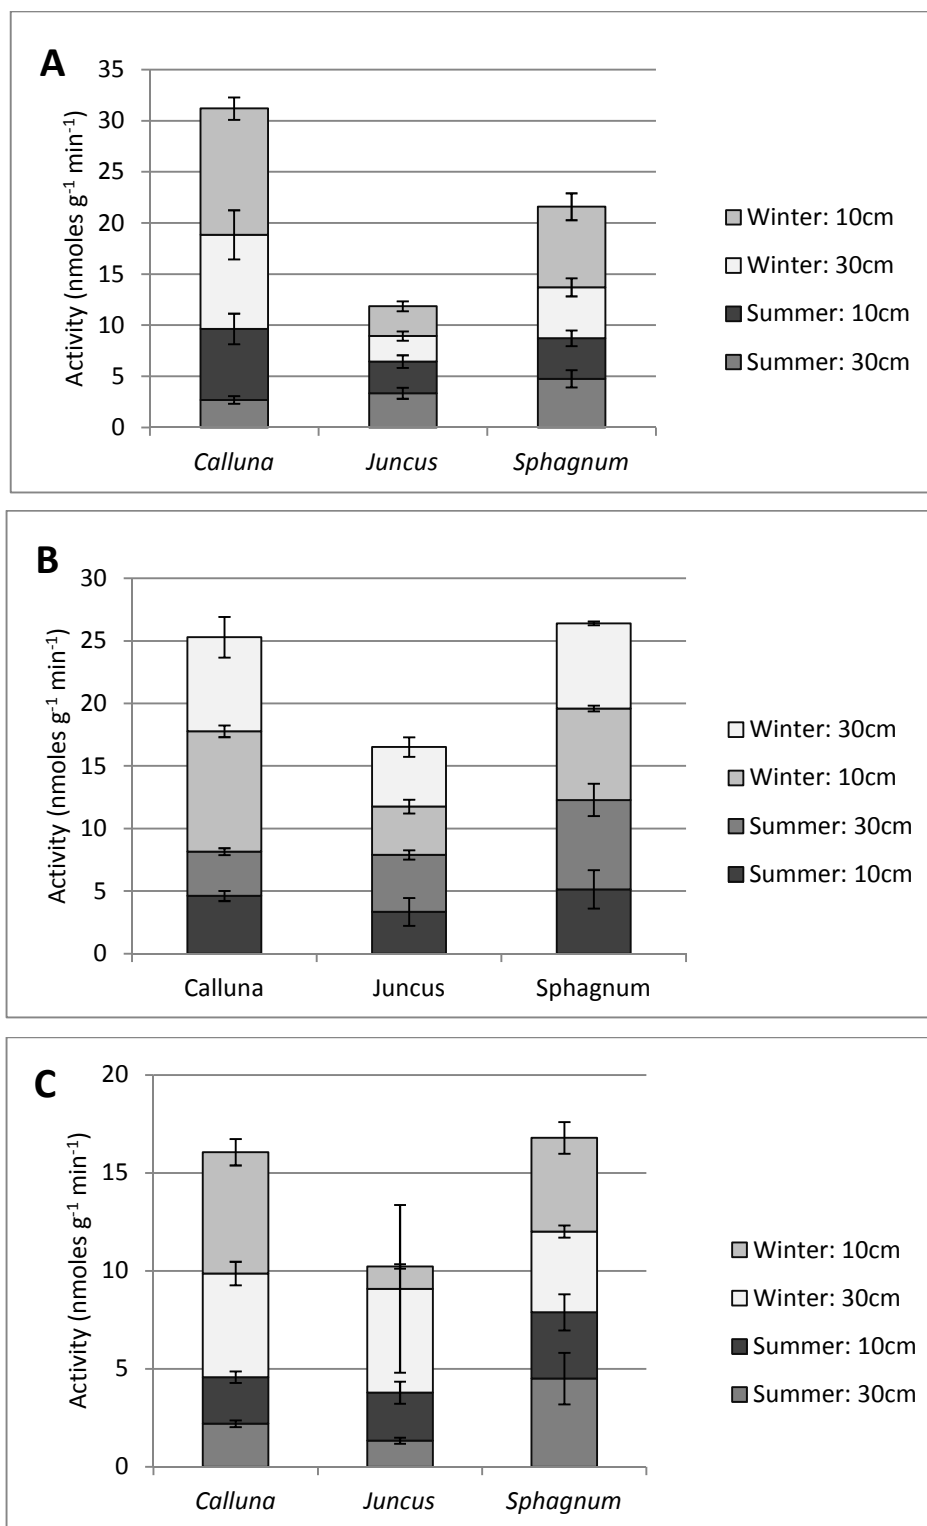 A
Activity (nmoles g⁻¹ min⁻¹)
35
30
25
20
15
10
5
0
Calluna Juncus Sphagnum
Winter: 10cm
Winter: 30cm
Summer: 10cm
Summer: 30cm
B
Activity (nmoles g⁻¹ min⁻¹)
30
25
20
15
10
5
0
Calluna Juncus Sphagnum
Winter: 30cm
Winter: 10cm
Summer: 30cm
Summer: 10cm
C
Activity (nmoles g⁻¹ min⁻¹)
20
15
10
5
0
Calluna Juncus Sphagnum
Winter: 10cm
Winter: 30cm
Summer: 10cm
Summer: 30cm